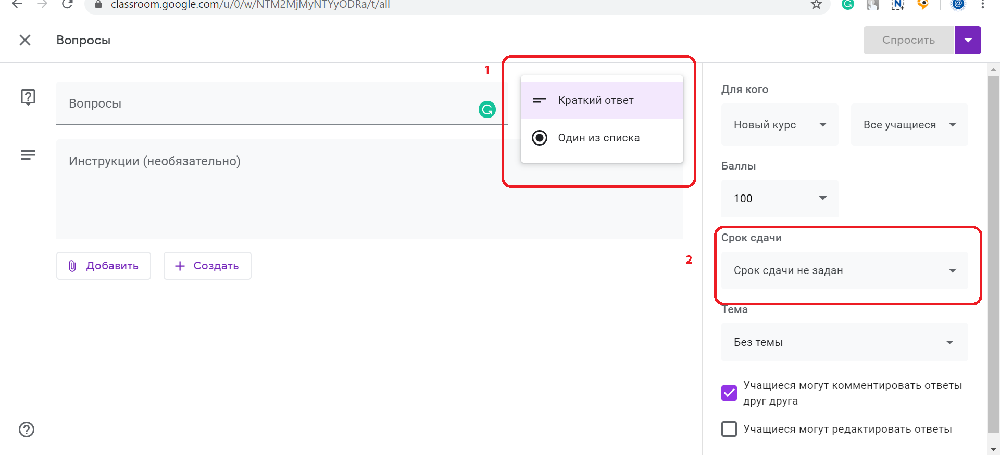 classroom.google.com/u/0/w/NTM2MjMyNTYyODRa/t/all
Вопросы
Спросить
1
Вопросы
Краткий ответ
Один из списка
Инструкции (необязательно)
Добавить
Создать
Для кого
Новый курс
Все учащиеся
Баллы
100
2
Срок сдачи
Срок сдачи не задан
Тема
Без темы
Учащиеся могут комментировать ответы
друг друга
Учащиеся могут редактировать ответы